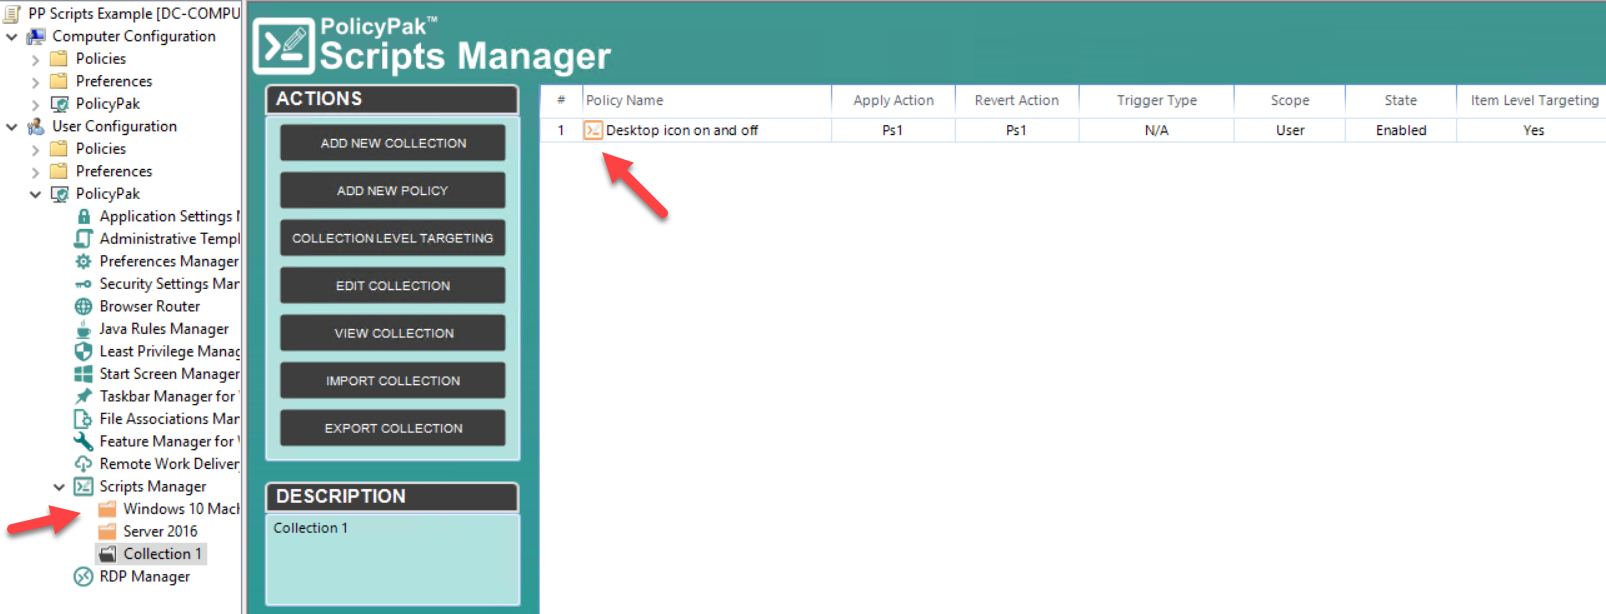 PP Scripts Example [DC-COMPU
Computer Configuration
Policies
Preferences
PolicyPak
User Configuration
Policies
Preferences
PolicyPak
Application Settings M
Administrative Templ
Preferences Manager
Security Settings Man
Browser Router
Java Rules Manager
Least Privilege Manag
Start Screen Manager
Taskbar Manager for
File Associations Man
Feature Manager for W
Remote Work Deliver
Scripts Manager
Windows 10 Mach
Server 2016
Collection 1
RDP Manager
PolicyPak™
Scripts Manager
ACTIONS
ADD NEW COLLECTION
ADD NEW POLICY
COLLECTION LEVEL TARGETING
EDIT COLLECTION
VIEW COLLECTION
IMPORT COLLECTION
EXPORT COLLECTION
DESCRIPTION
Collection 1
# Policy Name Apply Action Revert Action Trigger Type Scope State Item Level Targeting
1 Desktop icon on and off Ps1 Ps1 N/A User Enabled Yes